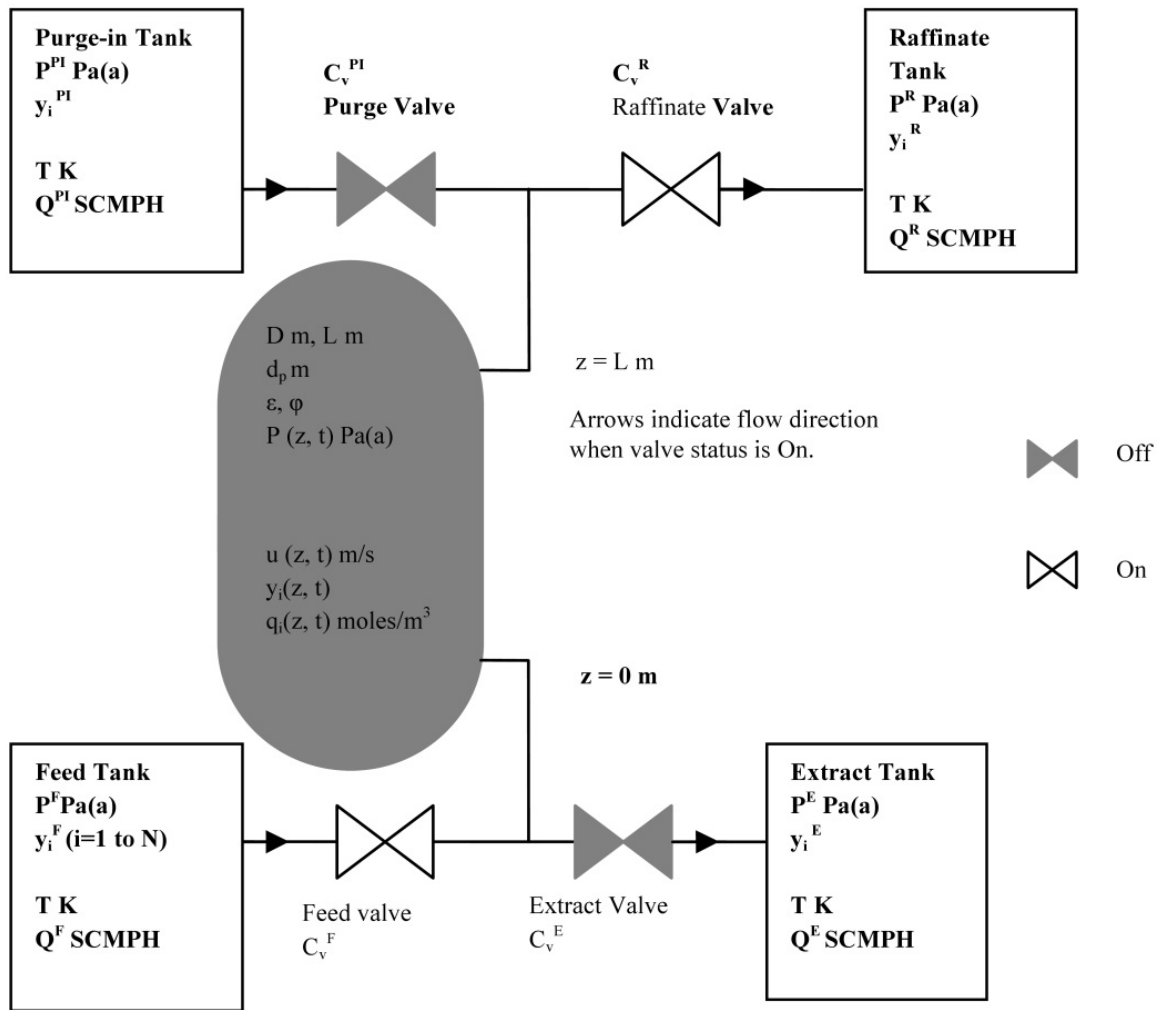 Purge-in Tank
P^PI Pa(a)
y_i^PI
T K
Q^PI SCMPH
C_v^PI
Purge Valve
C_v^R
Raffinate Valve
Raffinate
Tank
P^R Pa(a)
y_i^R
T K
Q^R SCMPH
D m, L m
d_p m
ε, φ
P (z, t) Pa(a)
u (z, t) m/s
y_i(z, t)
q_i(z, t) moles/m^3
z = L m
Arrows indicate flow direction
when valve status is On.
Off
On
z = 0 m
Feed Tank
P^F Pa(a)
y_i^F (i=1 to N)
T K
Q^F SCMPH
Feed valve
C_v^F
Extract Valve
C_v^E
Extract Tank
P^E Pa(a)
y_i^E
T K
Q^E SCMPH